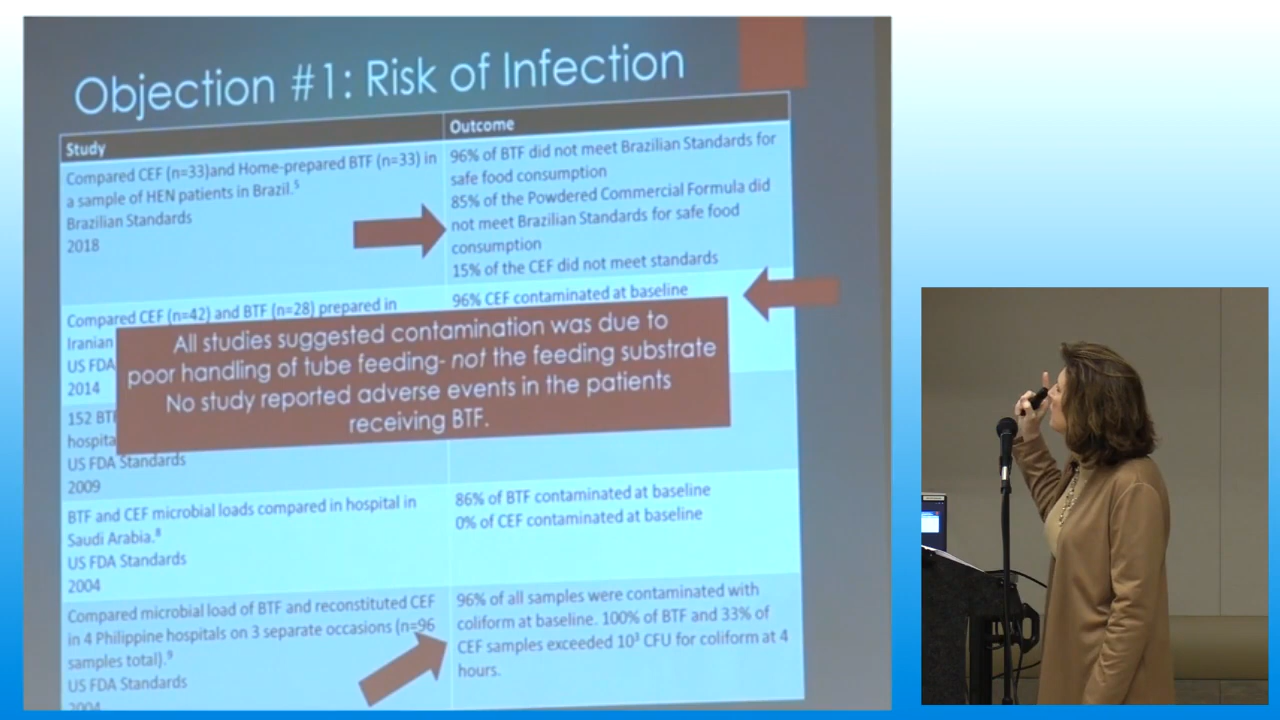 Objection #1: Risk of Infection
Study
Outcome
Compared CEF (n=33)and Home-prepared BTF (n=33) in
a sample of HEN patients in Brazil.⁵
Brazilian Standards
2018
96% of BTF did not meet Brazilian Standards for
safe food consumption
85% of the Powdered Commercial Formula did
not meet Brazilian Standards for safe food
consumption
15% of the CEF did not meet standards
Compared CEF (n=42) and BTF (n=28) prepared in
Iranian
US FDA
2014
96% CEF contaminated at baseline
All studies suggested contamination was due to
poor handling of tube feeding- not the feeding substrate
No study reported adverse events in the patients
receiving BTF.
152
US FDA Standards
2009
BTF and CEF microbial loads compared in hospital in
Saudi Arabia.⁸
US FDA Standards
2004
86% of BTF contaminated at baseline
0% of CEF contaminated at baseline
Compared microbial load of BTF and reconstituted CEF
in 4 Philippine hospitals on 3 separate occasions (n=96
samples total).⁹
US FDA Standards
2004
96% of all samples were contaminated with
coliform at baseline. 100% of BTF and 33% of
CEF samples exceeded 10³ CFU for coliform at 4
hours.